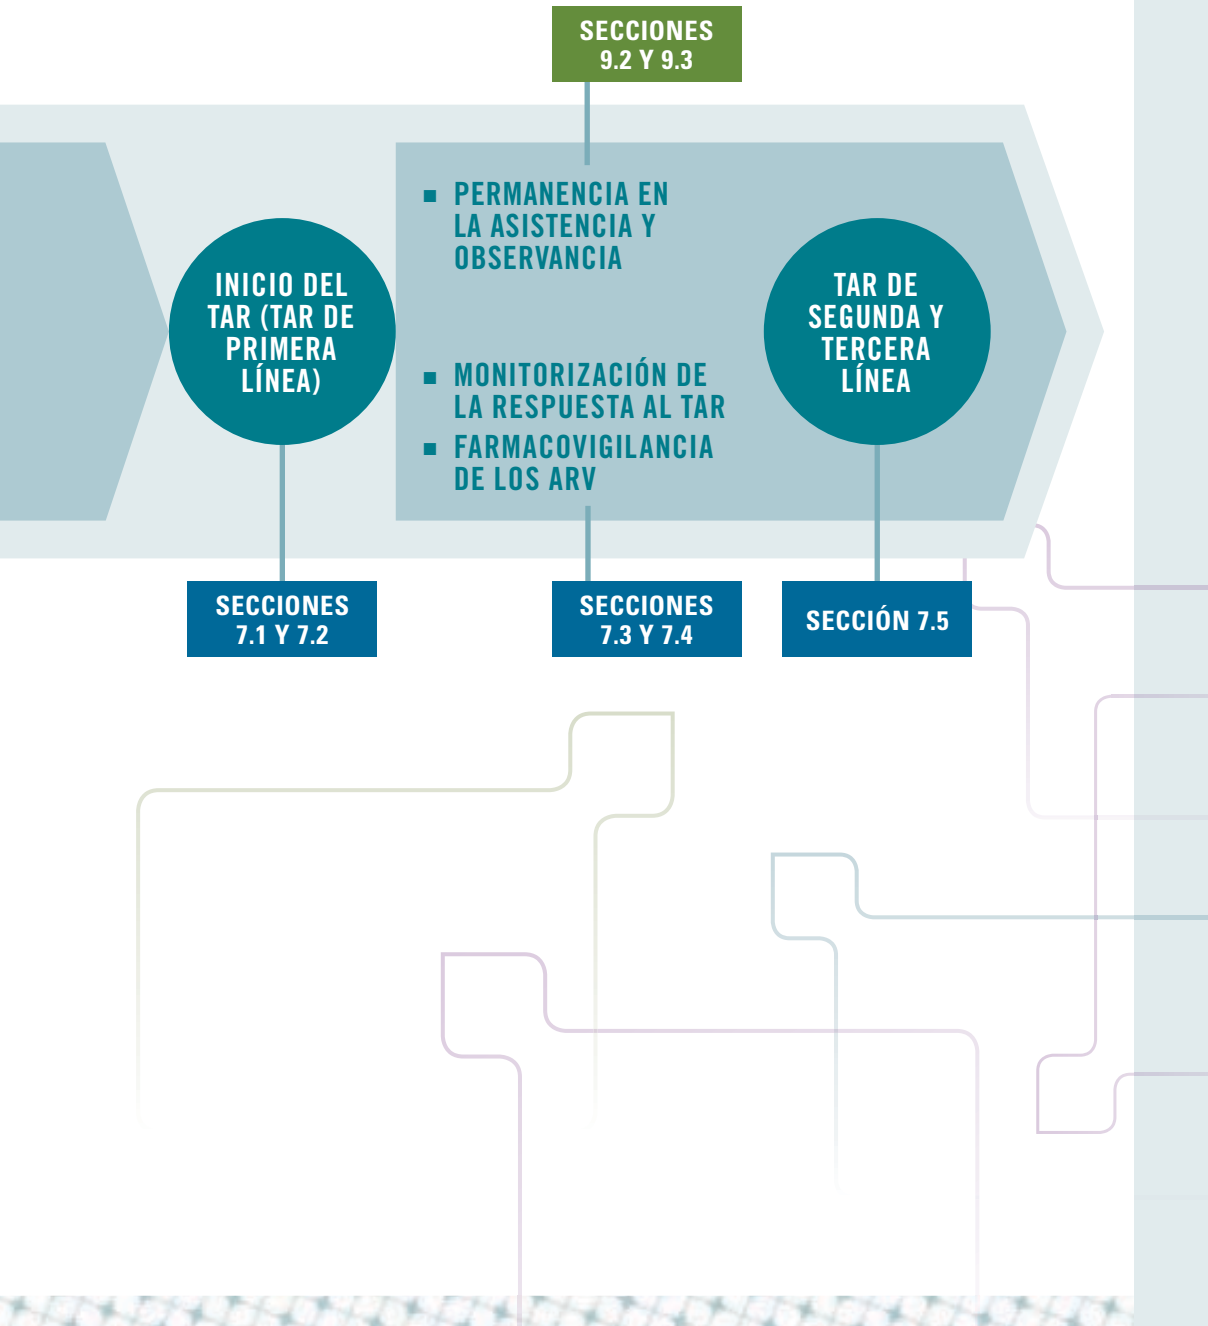 SECCIONES
9.2 Y 9.3
INICIO DEL
TAR (TAR DE
PRIMERA
LÍNEA)
■ PERMANENCIA EN
LA ASISTENCIA Y
OBSERVANCIA
■ MONITORIZACIÓN DE
LA RESPUESTA AL TAR
■ FARMACOVIGILANCIA
DE LOS ARV
TAR DE
SEGUNDA Y
TERCERA
LÍNEA
SECCIONES
7.1 Y 7.2
SECCIONES
7.3 Y 7.4
SECCIÓN 7.5